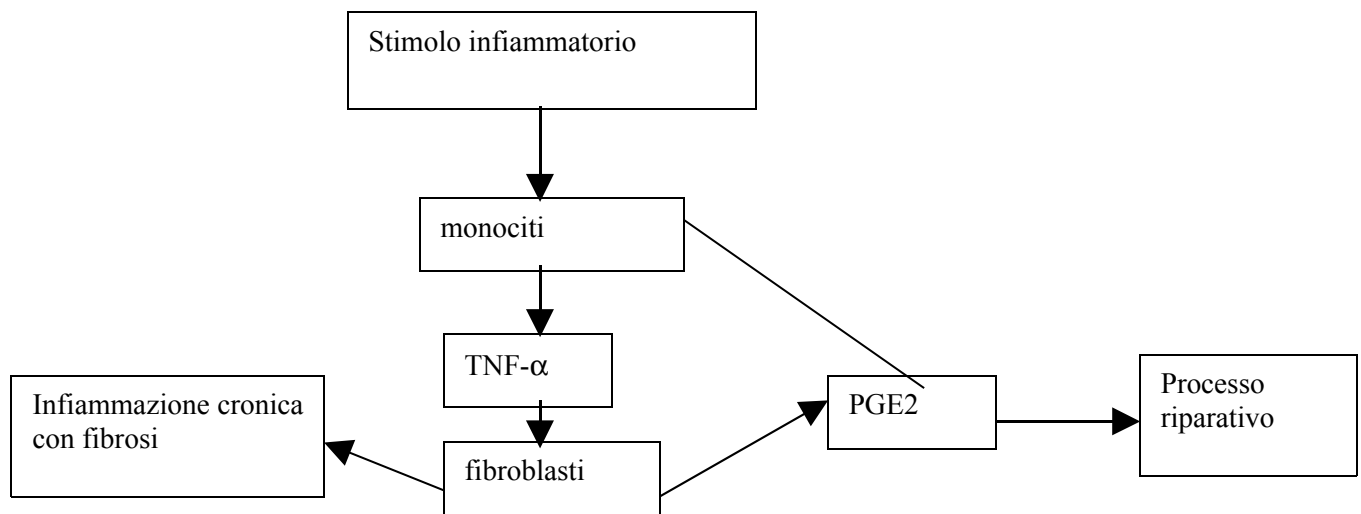 Stimolo infiammatorio
monociti
TNF-α
Infiammazione cronica
con fibrosi
fibroblasti
PGE2
Processo
riparativo